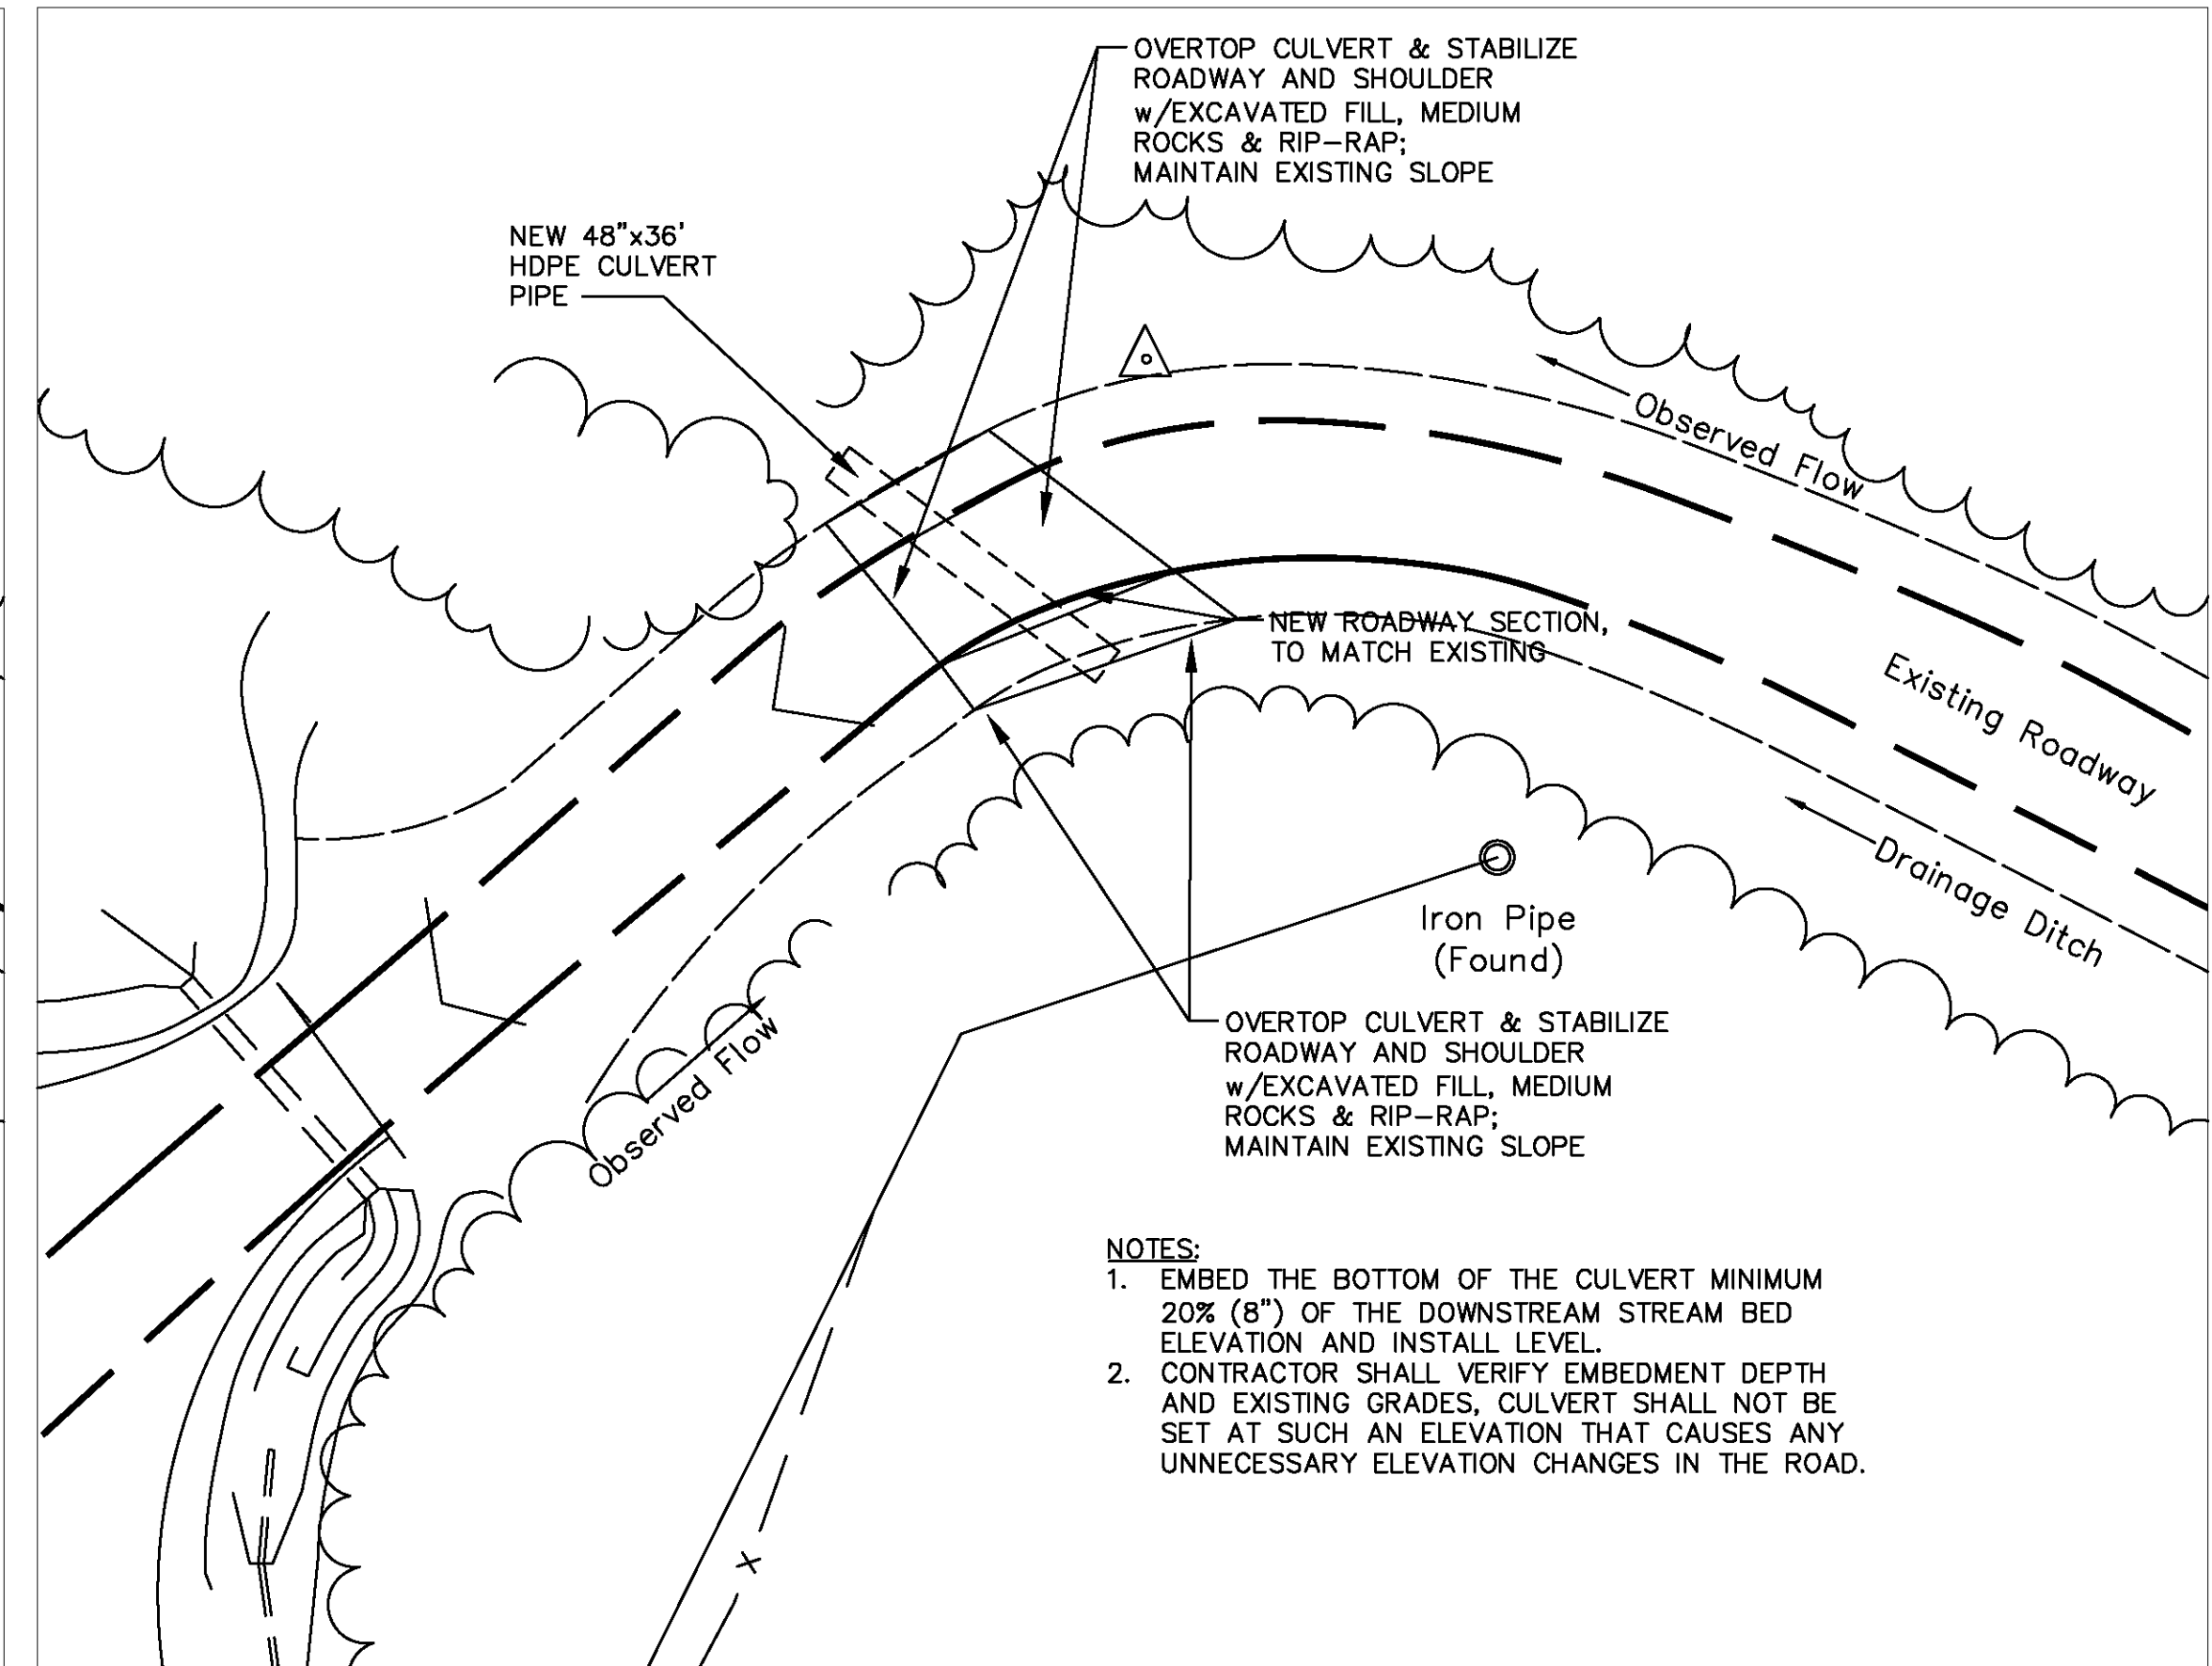 OVERTOP CULVERT & STABILIZE
ROADWAY AND SHOULDER
w/EXCAVATED FILL, MEDIUM
ROCKS & RIP-RAP;
MAINTAIN EXISTING SLOPE
NEW 48"x36'
HDPE CULVERT
PIPE
Observed Flow
NEW ROADWAY SECTION,
TO MATCH EXISTING
Existing Roadway
Drainage Ditch
Iron Pipe
(Found)
Observed Flow
OVERTOP CULVERT & STABILIZE
ROADWAY AND SHOULDER
w/EXCAVATED FILL, MEDIUM
ROCKS & RIP-RAP;
MAINTAIN EXISTING SLOPE
NOTES:
1. EMBED THE BOTTOM OF THE CULVERT MINIMUM
20% (8") OF THE DOWNSTREAM STREAM BED
ELEVATION AND INSTALL LEVEL.
2. CONTRACTOR SHALL VERIFY EMBEDMENT DEPTH
AND EXISTING GRADES, CULVERT SHALL NOT BE
SET AT SUCH AN ELEVATION THAT CAUSES ANY
UNNECESSARY ELEVATION CHANGES IN THE ROAD.
X